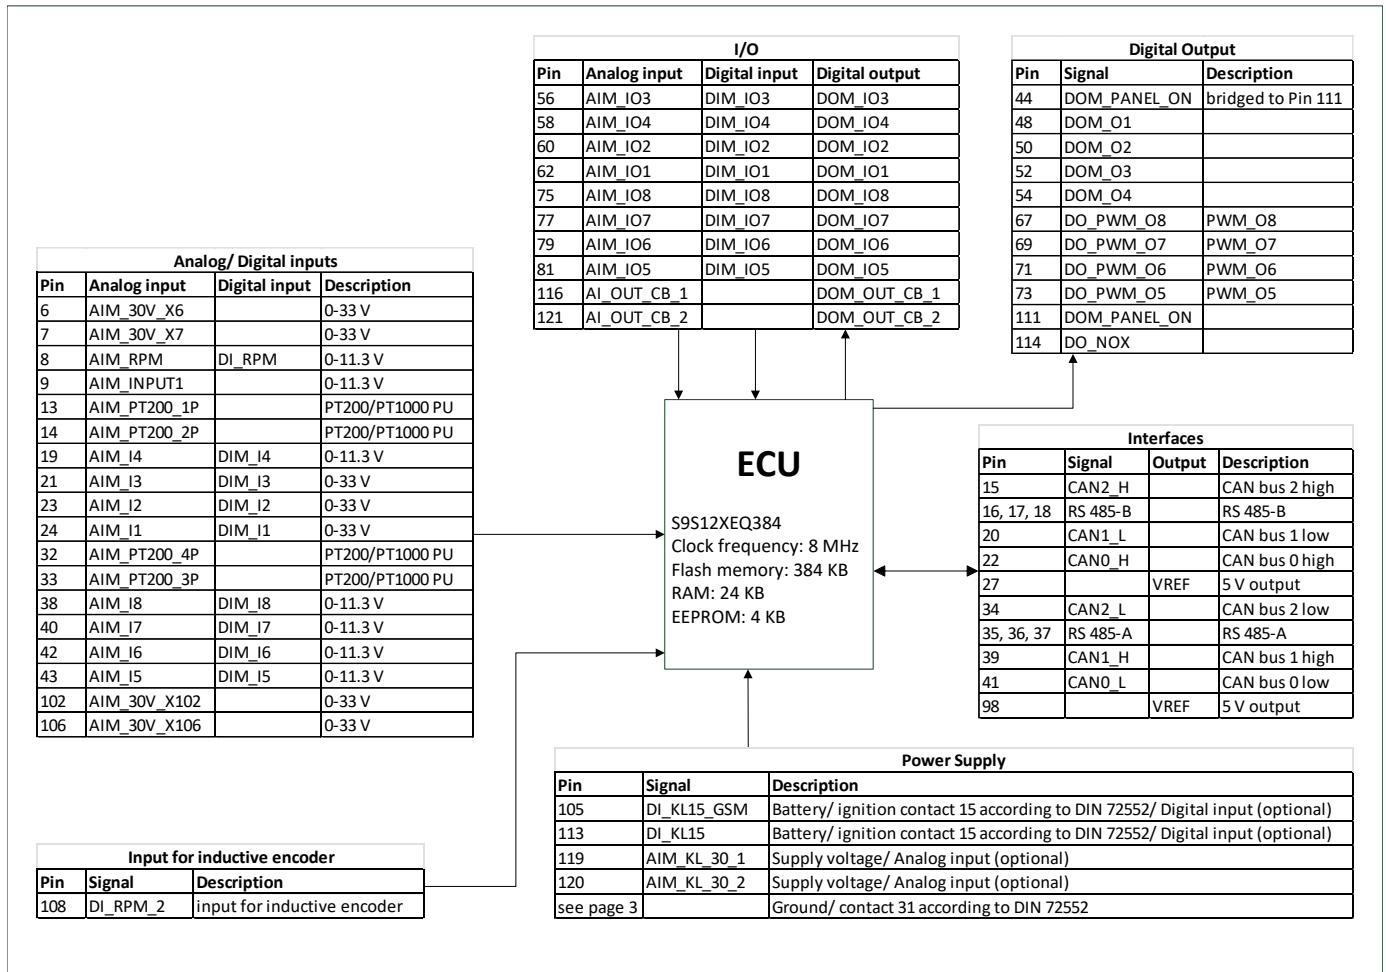 I/O
Pin Analog input Digital input Digital output
56 AIM_IO3 DIM_IO3 DOM_IO3
58 AIM_IO4 DIM_IO4 DOM_IO4
60 AIM_IO2 DIM_IO2 DOM_IO2
62 AIM_IO1 DIM_IO1 DOM_IO1
75 AIM_IO8 DIM_IO8 DOM_IO8
77 AIM_IO7 DIM_IO7 DOM_IO7
79 AIM_IO6 DIM_IO6 DOM_IO6
81 AIM_IO5 DIM_IO5 DOM_IO5
116 AI_OUT_CB_1 DOM_OUT_CB_1
121 AI_OUT_CB_2 DOM_OUT_CB_2
Digital Output
Pin Signal Description
44 DOM_PANEL_ON bridged to Pin 111
48 DOM_O1
50 DOM_O2
52 DOM_O3
54 DOM_O4
67 DO_PWM_O8 PWM_O8
69 DO_PWM_O7 PWM_O7
71 DO_PWM_O6 PWM_O6
73 DO_PWM_O5 PWM_O5
111 DOM_PANEL_ON
114 DO_NOX
Analog/ Digital inputs
Pin Analog input Digital input Description
6 AIM_30V_X6 0-33 V
7 AIM_30V_X7 0-33 V
8 AIM_RPM DI_RPM 0-11.3 V
9 AIM_INPUT1 0-11.3 V
13 AIM_PT200_1P PT200/PT1000 PU
14 AIM_PT200_2P PT200/PT1000 PU
19 AIM_I4 DIM_I4 0-11.3 V
21 AIM_I3 DIM_I3 0-33 V
23 AIM_I2 DIM_I2 0-33 V
24 AIM_I1 DIM_I1 0-33 V
32 AIM_PT200_4P PT200/PT1000 PU
33 AIM_PT200_3P PT200/PT1000 PU
38 AIM_I8 DIM_I8 0-11.3 V
40 AIM_I7 DIM_I7 0-11.3 V
42 AIM_I6 DIM_I6 0-11.3 V
43 AIM_I5 DIM_I5 0-11.3 V
102 AIM_30V_X102 0-33 V
106 AIM_30V_X106 0-33 V
ECU
S9S12XEQ384
Clock frequency: 8 MHz
Flash memory: 384 KB
RAM: 24 KB
EEPROM: 4 KB
Interfaces
Pin Signal Output Description
15 CAN2_H CAN bus 2 high
16, 17, 18 RS 485-B RS 485-B
20 CAN1_L CAN bus 1 low
22 CAN0_H CAN bus 0 high
27 VREF 5 V output
34 CAN2_L CAN bus 2 low
35, 36, 37 RS 485-A RS 485-A
39 CAN1_H CAN bus 1 high
41 CAN0_L CAN bus 0 low
98 VREF 5 V output
Power Supply
Pin Signal Description
105 DI_KL15_GSM Battery/ ignition contact 15 according to DIN 72552/ Digital input (optional)
113 DI_KL15 Battery/ ignition contact 15 according to DIN 72552/ Digital input (optional)
119 AIM_KL_30_1 Supply voltage/ Analog input (optional)
120 AIM_KL_30_2 Supply voltage/ Analog input (optional)
see page 3 Ground/ contact 31 according to DIN 72552
Input for inductive encoder
Pin Signal Description
108 DI_RPM_2 input for inductive encoder